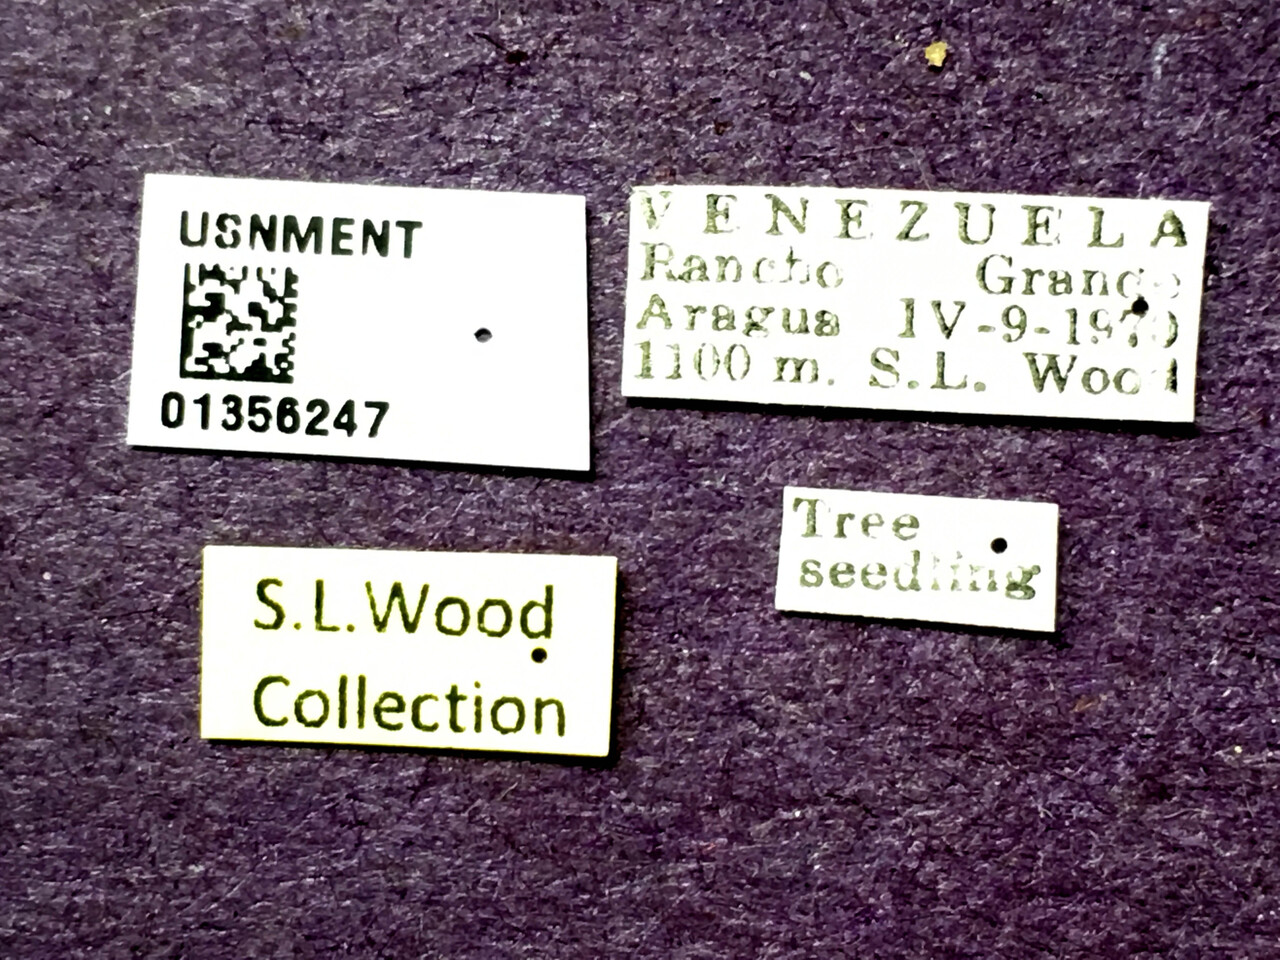 USNMENT
01356247
VENEZUELA
Rancho Grande
Aragua IV-9-1970
1100 m. S.L. Wood
Tree
seedling
S.L.Wood
Collection